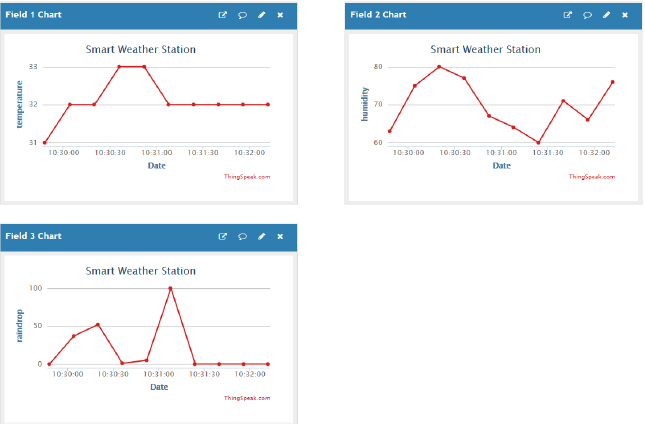 Field 1 Chart
Smart Weather Station
temperature
33
32
31
10:30:00 10:30:30 10:31:00 10:31:30 10:32:00
Date
ThingSpeak.com
Field 2 Chart
Smart Weather Station
humidity
80
70
60
10:30:00 10:30:30 10:31:00 10:31:30 10:32:00
Date
ThingSpeak.com
Field 3 Chart
Smart Weather Station
raindrop
100
50
0
10:30:00 10:30:30 10:31:00 10:31:30 10:32:00
Date
ThingSpeak.com